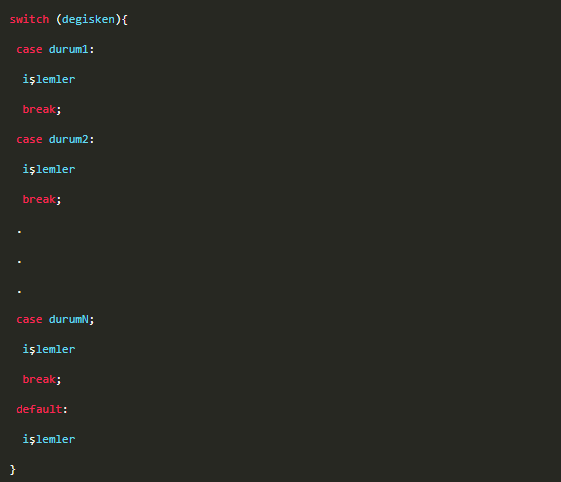 switch (degisken){
case durum1:
işlemler
break;
case durum2:
işlemler
break;
.
.
.
case durumN;
işlemler
break;
default:
işlemler
}